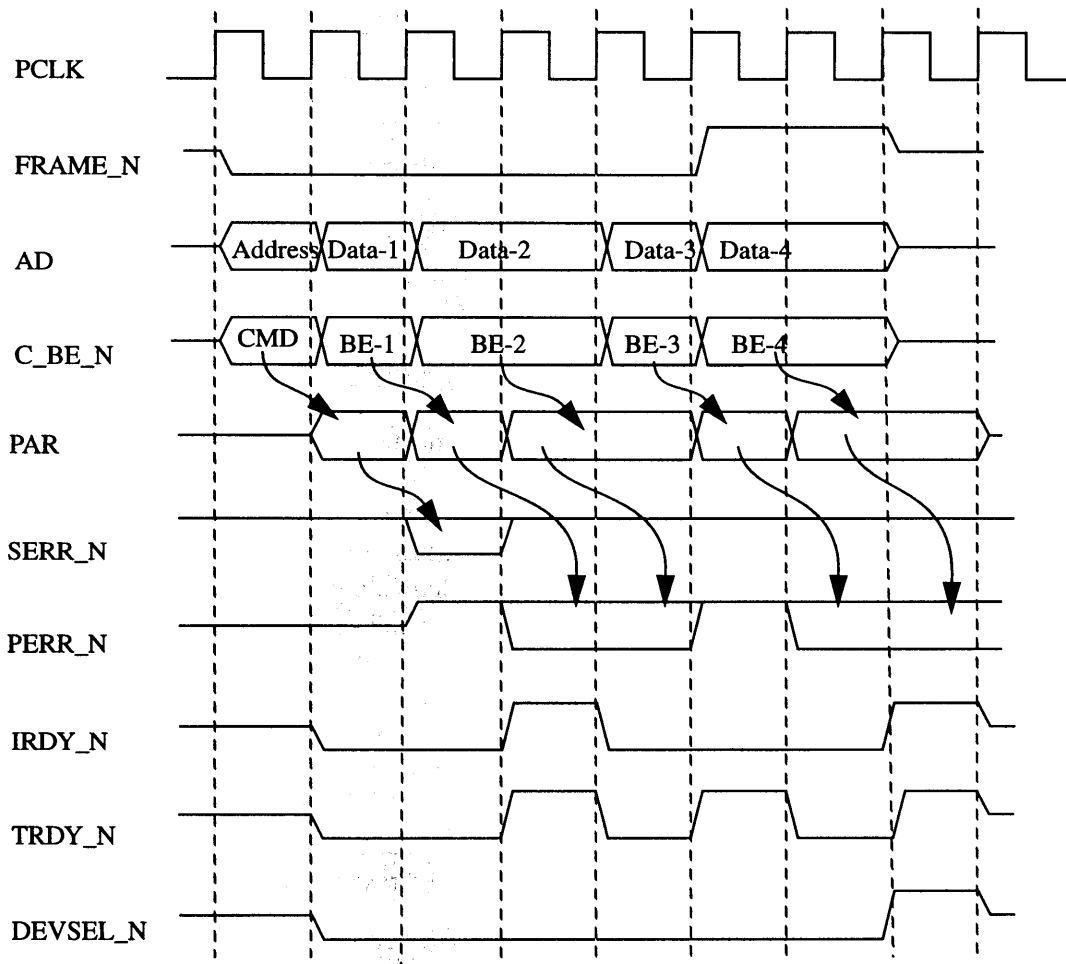 PCLK
FRAME_N
AD
Address Data-1 Data-2 Data-3 Data-4
C_BE_N
CMD BE-1 BE-2 BE-3 BE-4
PAR
SERR_N
PERR_N
IRDY_N
TRDY_N
DEVSEL_N